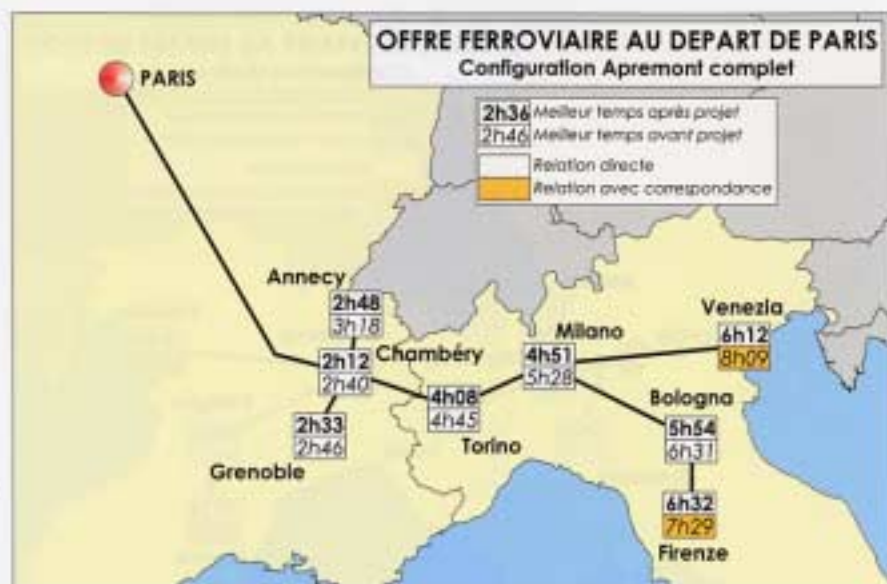 OFFRE FERROVIAIRE AU DEPART DE PARIS
Configuration Apremont complet
PARIS
2h36 Meilleur temps après projet
2h46 Meilleur temps avant projet
Relation directe
Relation avec correspondance
Annecy
2h48
3h18
Chambéry
2h12
2h40
2h33
2h46
Grenoble
4h08
4h45
Torino
Milano
4h51
5h28
Venezia
6h12
8h09
Bologna
5h54
6h31
6h32
7h29
Firenze